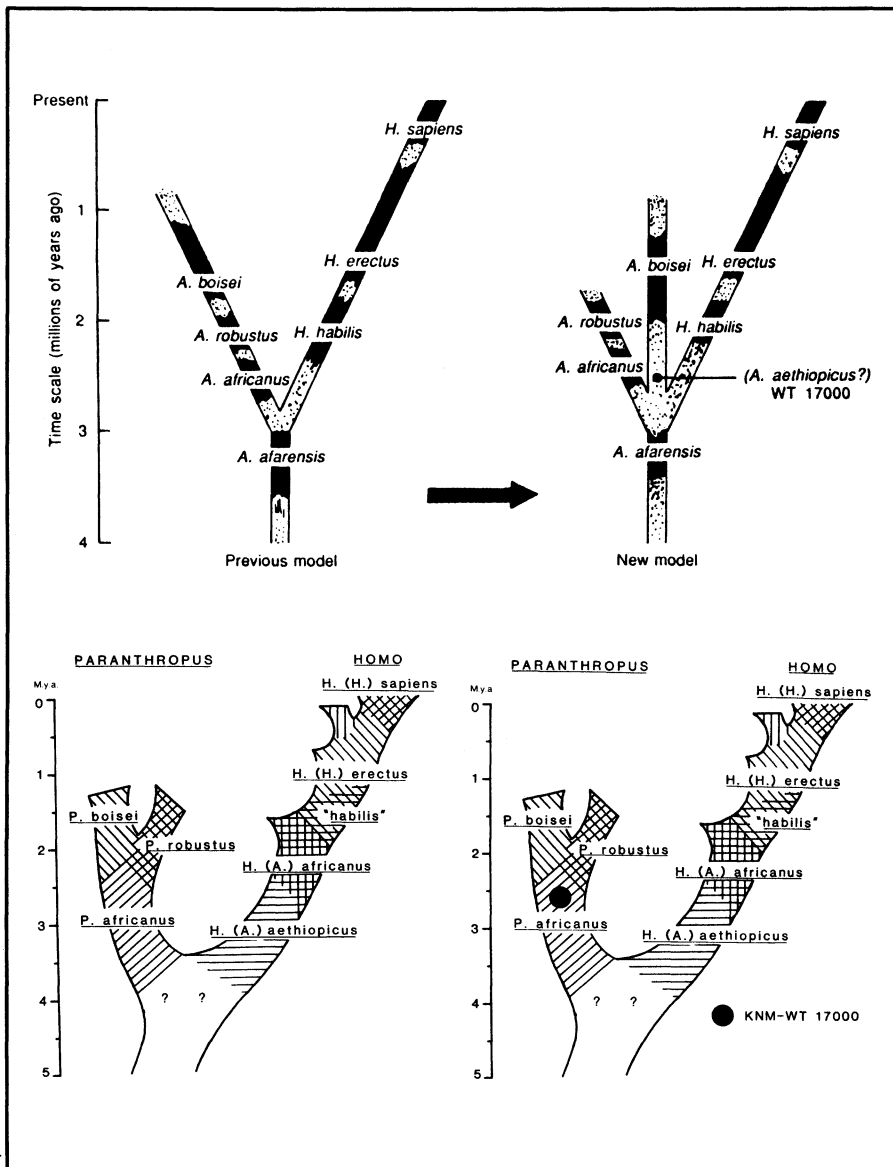 Present
1
2
3
4
Time scale (millions of years ago)
H. sapiens
H. erectus
A. boisei
H. habilis
A. robustus
A. africanus
A. afarensis
Previous model
H. sapiens
A. boisei
H. erectus
A. robustus
H. habilis
A. africanus
(A. aethiopicus?)
WT 17000
A. afarensis
New model
PARANTHROPUS
HOMO
M.y.a.
0
1
2
3
4
5
H. (H.) sapiens
H. (H.) erectus
P. boisei
"habilis"
P. robustus
H. (A.) africanus
P. africanus
H. (A.) aethiopicus
? ?
PARANTHROPUS
HOMO
M.y.a.
0
1
2
3
4
5
H. (H.) sapiens
H. (H.) erectus
P. boisei
"habilis"
P. robustus
H. (A.) africanus
P. africanus
H. (A.) aethiopicus
? ?
KNM-WT 17000